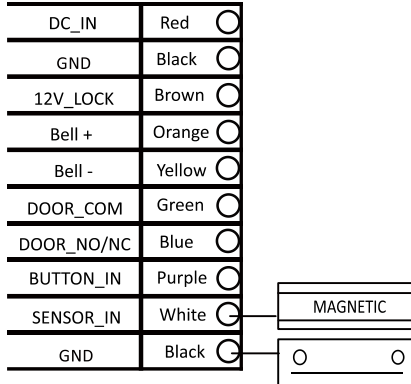 DC_IN Red
GND Black
12V_LOCK Brown
Bell + Orange
Bell - Yellow
DOOR_COM Green
DOOR_NO/NC Blue
BUTTON_IN Purple
SENSOR_IN White
MAGNETIC
GND Black